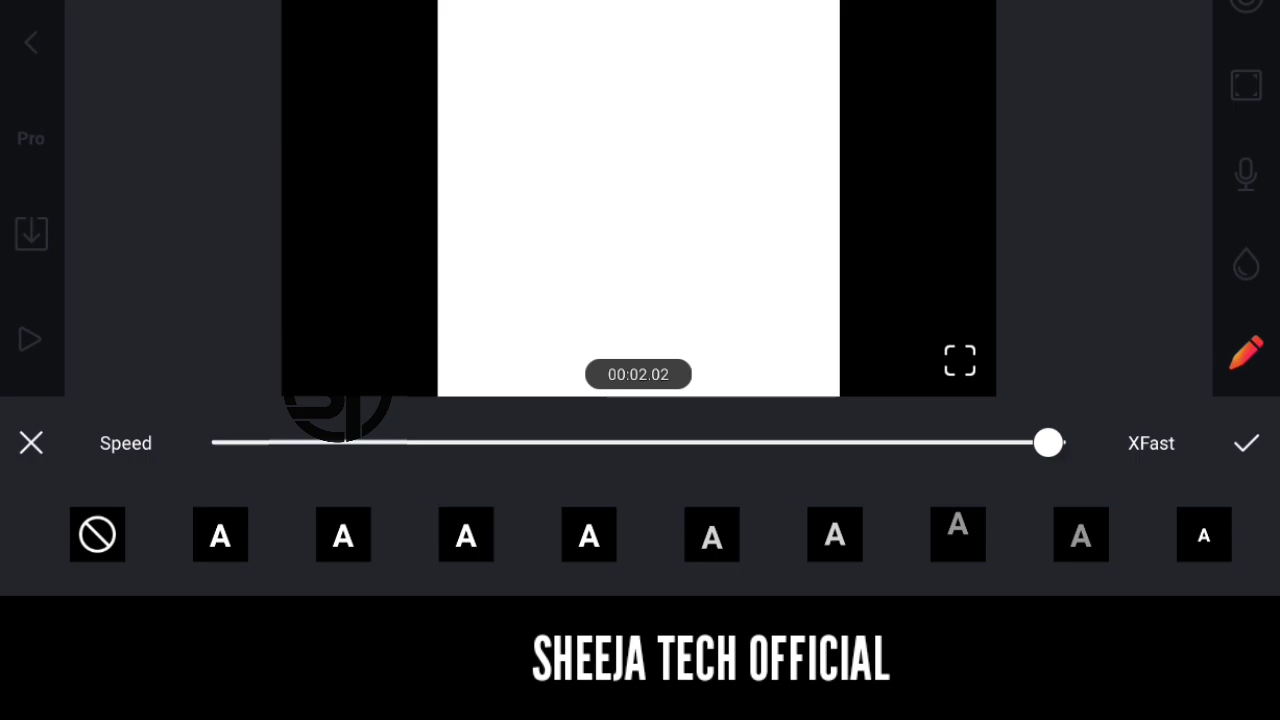 Pro
00:02.02
Speed
XFast
A A A A A A A A A
SHEEJA TECH OFFICIAL